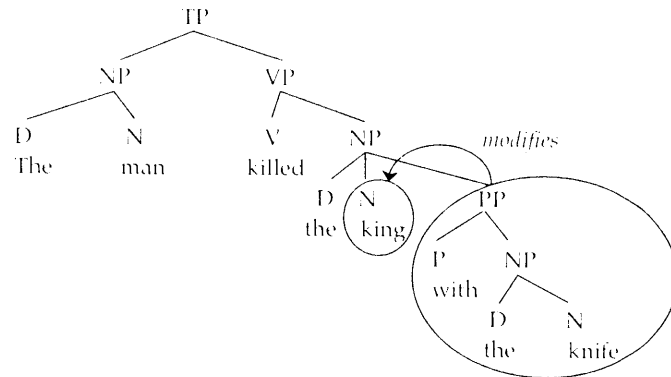 TP
NP VP
D N V NP modifies
The man killed
D N PP
the king
P NP
with
D N
the knife